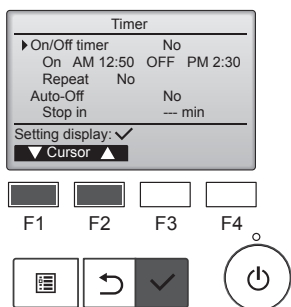 Timer
On/Off timer No
On AM 12:50 OFF PM 2:30
Repeat No
Auto-Off No
Stop in --- min
Setting display: ✓
▼ Cursor ▲
F1 F2 F3 F4